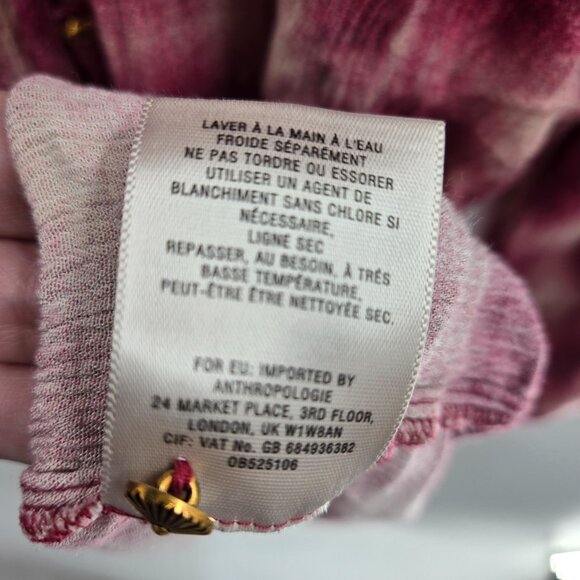 LAVER À LA MAIN À L'EAU
FROIDE SÉPARÉMENT
NE PAS TORDRE OU ESSORER
UTILISER UN AGENT DE
BLANCHIMENT SANS CHLORE SI
NÉCESSAIRE,
LIGNE SEC
REPASSER, AU BESOIN, À TRÉS
BASSE TEMPÉRATURE,
PEUT-ÊTRE ÊTRE NETTOYÉE SEC.
FOR EU: IMPORTED BY
ANTHROPOLOGIE
24 MARKET PLACE, 3RD FLOOR,
LONDON, UK W1W8AN
CIF: VAT No. GB 684936382
OB525106